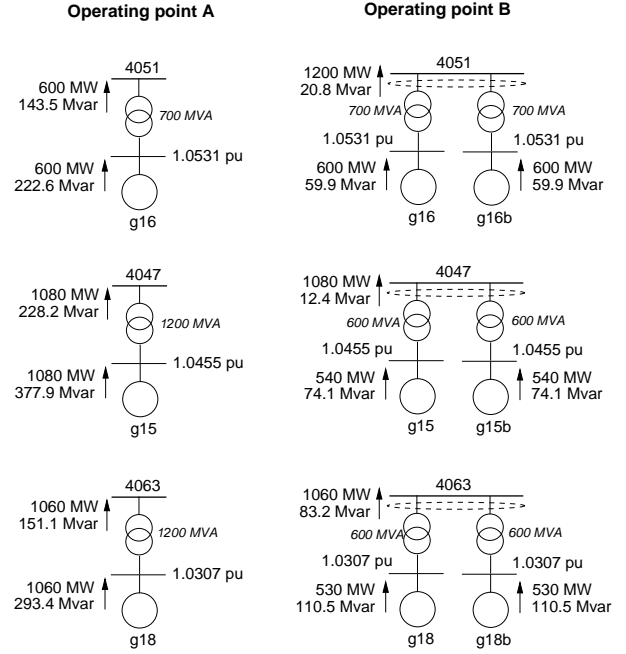 Operating point A
Operating point B
4051
600 MW
143.5 Mvar
700 MVA
1.0531 pu
600 MW
222.6 Mvar
g16
4051
1200 MW
20.8 Mvar
700 MVA
700 MVA
1.0531 pu
1.0531 pu
600 MW
59.9 Mvar
600 MW
59.9 Mvar
g16
g16b
4047
1080 MW
228.2 Mvar
1200 MVA
1.0455 pu
1080 MW
377.9 Mvar
g15
4047
1080 MW
12.4 Mvar
600 MVA
600 MVA
1.0455 pu
1.0455 pu
540 MW
74.1 Mvar
540 MW
74.1 Mvar
g15
g15b
4063
1060 MW
151.1 Mvar
1200 MVA
1.0307 pu
1060 MW
293.4 Mvar
g18
4063
1060 MW
83.2 Mvar
600 MVA
600 MVA
1.0307 pu
1.0307 pu
530 MW
110.5 Mvar
530 MW
110.5 Mvar
g18
g18b